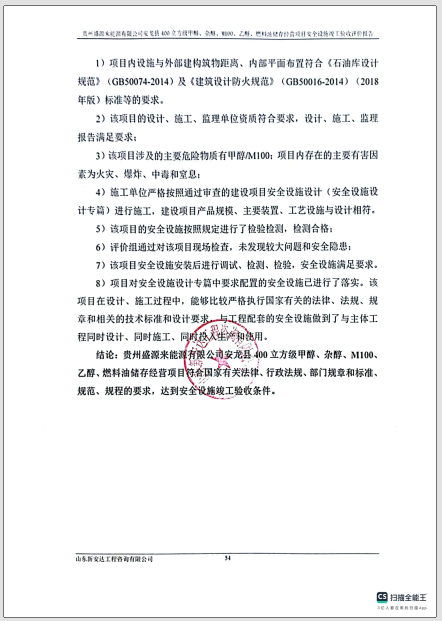 贵州盛源来能源有限公司安龙县 400 立方级甲醇、杂醇、M100、乙醇、燃料油储存经营项目安全设施竣工验收评价报告
1）项目内设施与外部建构筑物距离、内部平面布置符合《石油库设计
规范》（GB50074-2014）及《建筑设计防火规范》（GB50016-2014）（2018
年版）标准等的要求。
2）该项目的设计、施工、监理单位资质符合要求，设计、施工、监理
报告满足要求；
3）该项目涉及的主要危险物质有甲醇/M100；项目内存在的主要有害因
素为火灾、爆炸、中毒和窒息；
4）施工单位严格按照通过审查的建设项目安全设施设计（安全设施设
计专篇）进行施工，建设项目产品规模、主要装置、工艺设施与设计相符。
5）该项目的安全设施按照规定进行了检验检测，检测合格；
6）评价组通过对该项目现场检查，未发现较大问题和安全隐患；
7）该项目安全设施安装后进行调试、检测、检验，安全设施满足要求。
8）项目对安全设施设计专篇中要求配置的安全设施已进行了落实。该
项目在设计、施工过程中，能够比较严格执行国家有关的法律、法规、规
章和相关的技术标准和设计要求，与工程配套的安全设施做到了与主体工
程同时设计、同时施工、同时投入生产和使用。
结论：贵州盛源来能源有限公司安龙县 400 立方级甲醇、杂醇、M100、
乙醇、燃料油储存经营项目符合国家有关法律、行政法规、部门规章和标准、
规范、规程的要求，达到安全设施竣工验收条件。
山东新安达工程咨询有限公司
54
CS 扫描全能王
3亿人都在用的扫描App